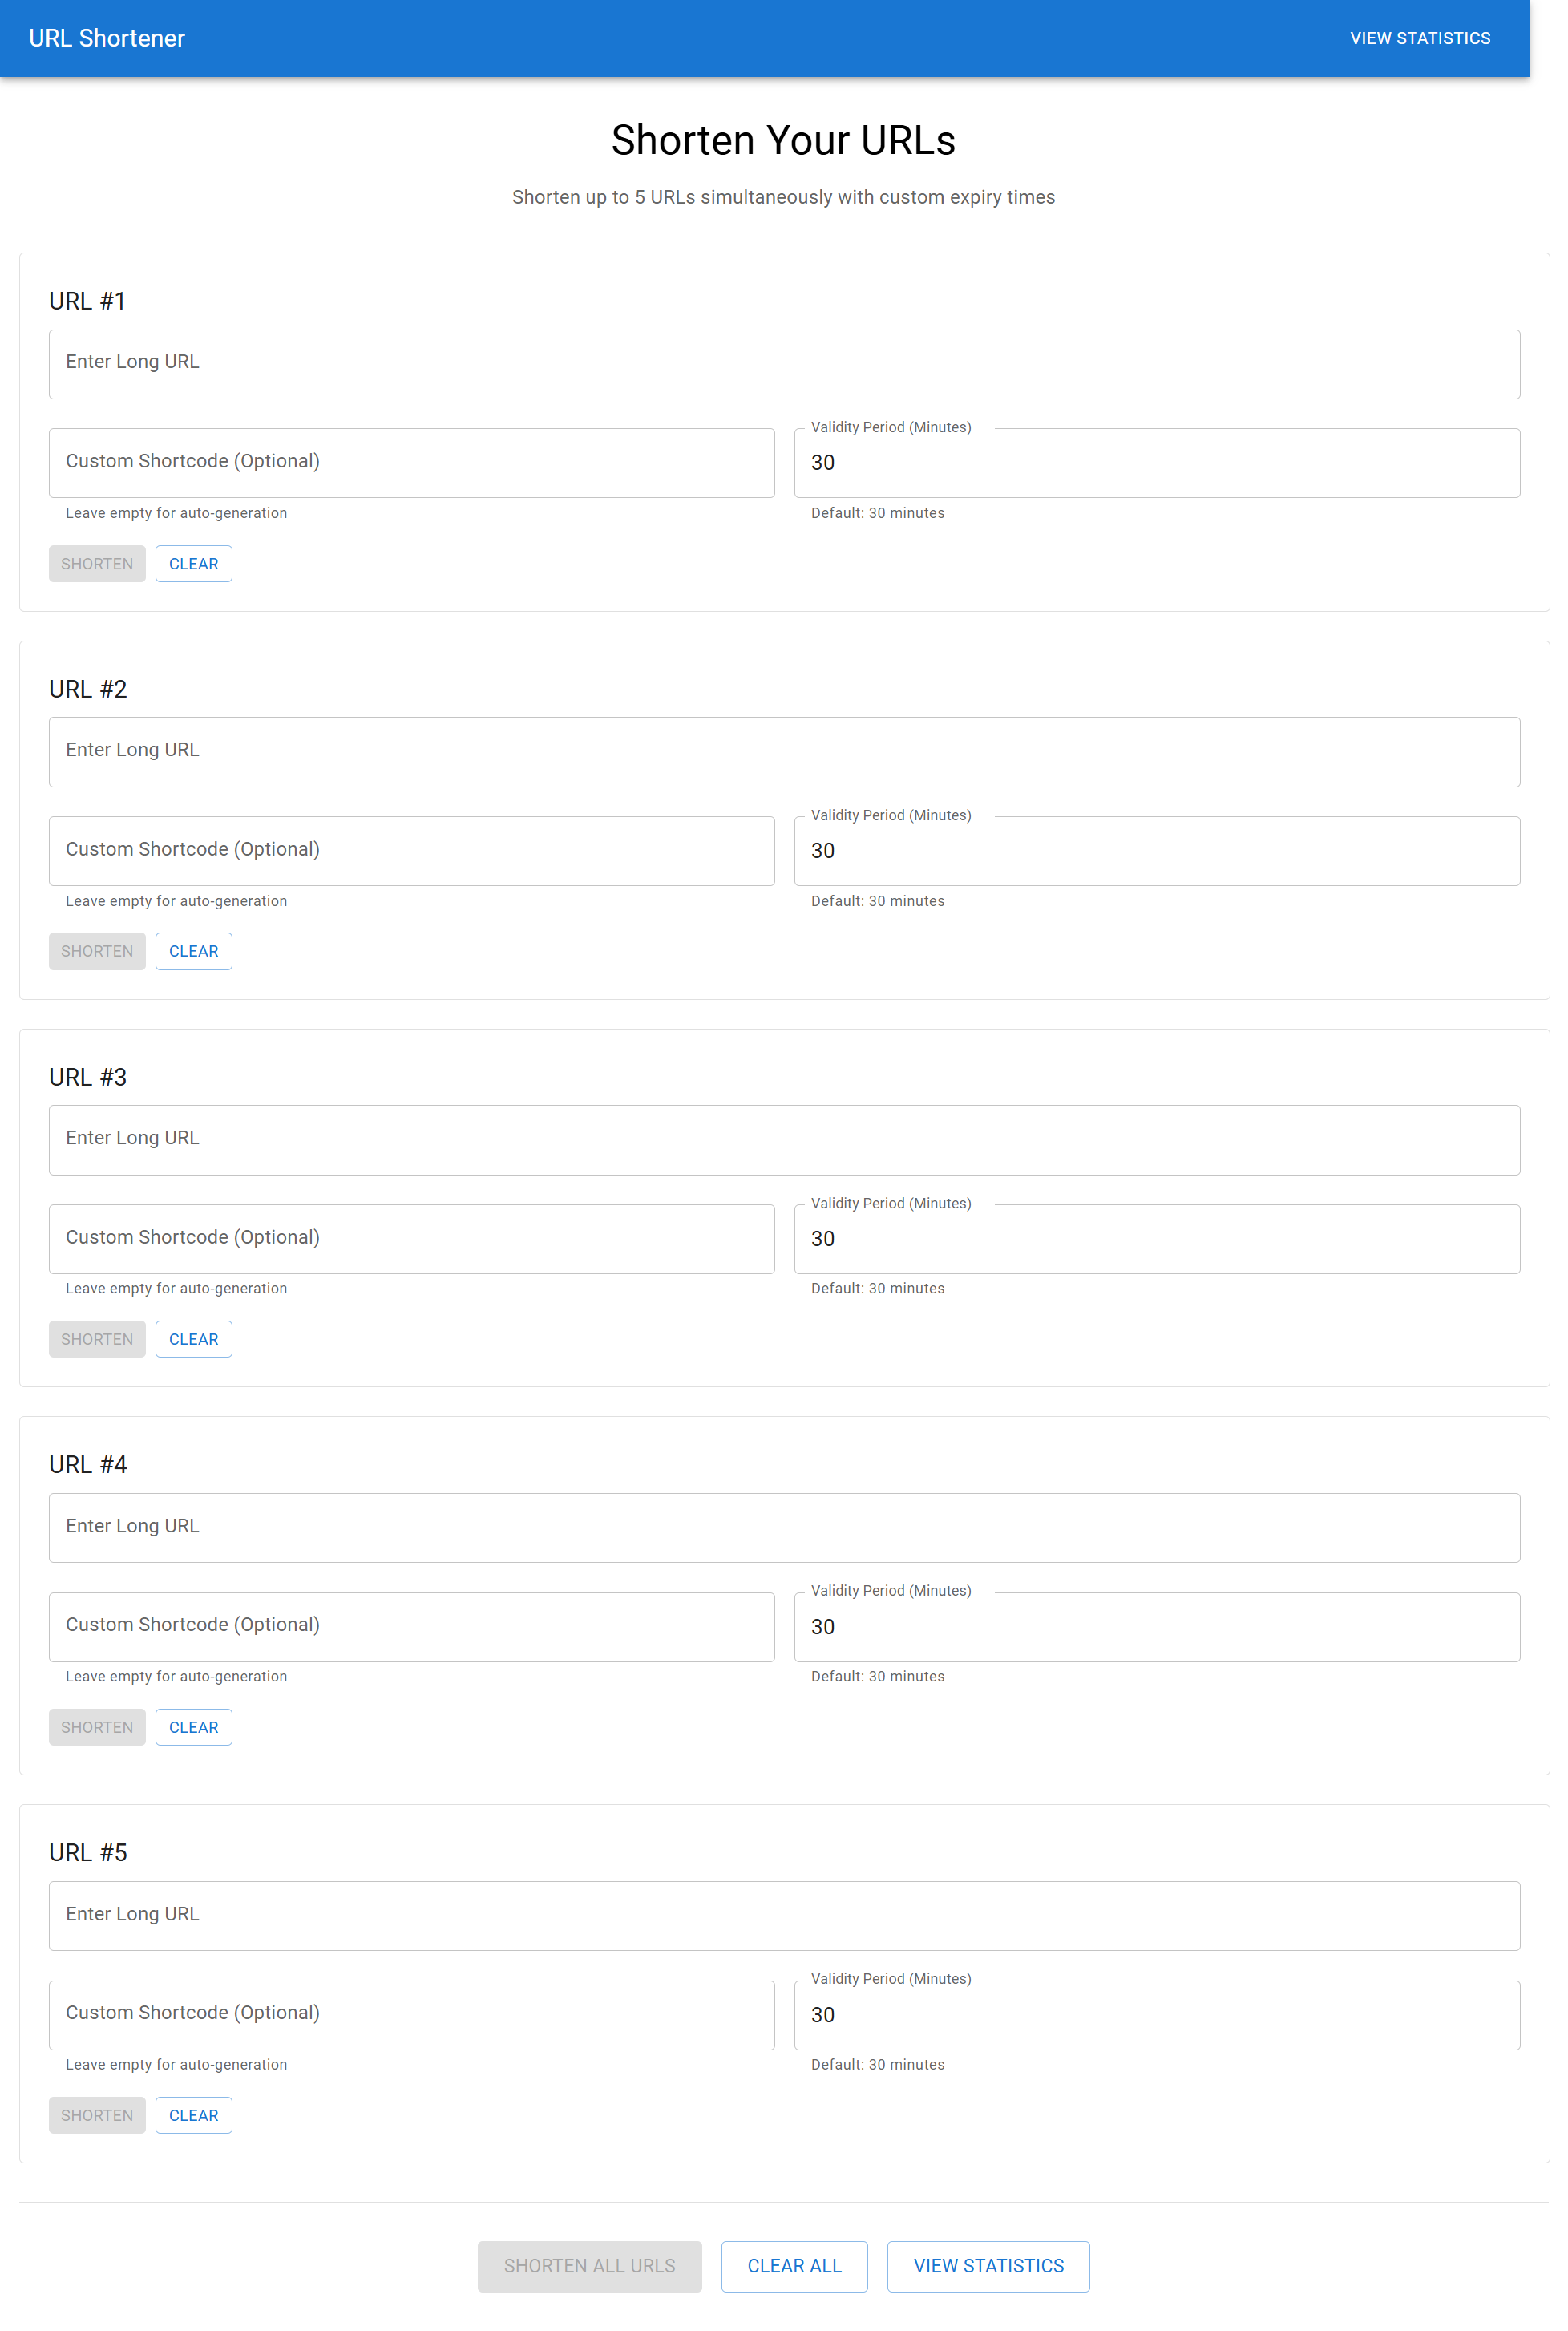 URL Shortener
VIEW STATISTICS
Shorten Your URLs
Shorten up to 5 URLs simultaneously with custom expiry times
URL #1
Enter Long URL
Validity Period (Minutes)
Custom Shortcode (Optional)
30
Leave empty for auto-generation
Default: 30 minutes
SHORTEN
CLEAR
URL #2
Enter Long URL
Validity Period (Minutes)
Custom Shortcode (Optional)
30
Leave empty for auto-generation
Default: 30 minutes
SHORTEN
CLEAR
URL #3
Enter Long URL
Validity Period (Minutes)
Custom Shortcode (Optional)
30
Leave empty for auto-generation
Default: 30 minutes
SHORTEN
CLEAR
URL #4
Enter Long URL
Validity Period (Minutes)
Custom Shortcode (Optional)
30
Leave empty for auto-generation
Default: 30 minutes
SHORTEN
CLEAR
URL #5
Enter Long URL
Validity Period (Minutes)
Custom Shortcode (Optional)
30
Leave empty for auto-generation
Default: 30 minutes
SHORTEN
CLEAR
SHORTEN ALL URLS
CLEAR ALL
VIEW STATISTICS